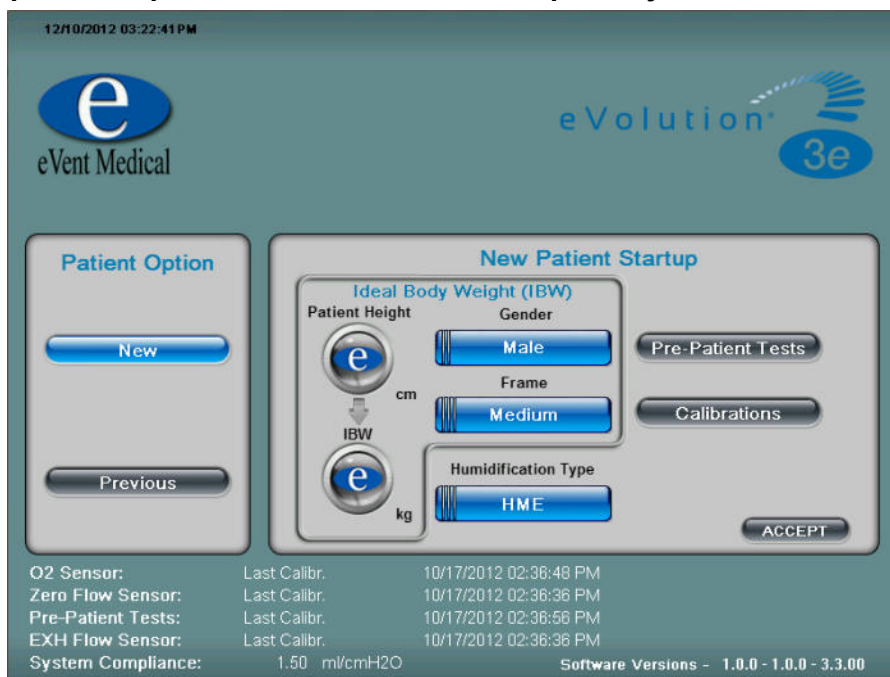 12/10/2012 03:22:41 PM
e
eVent Medical
eVolution
3e
Patient Option
New
Previous
New Patient Startup
Ideal Body Weight (IBW)
Patient Height
e
cm
IBW
e
kg
Gender
Male
Frame
Medium
Humidification Type
HME
Pre-Patient Tests
Calibrations
ACCEPT
O2 Sensor: Last Calibr. 10/17/2012 02:36:48 PM
Zero Flow Sensor: Last Calibr. 10/17/2012 02:36:36 PM
Pre-Patient Tests: Last Calibr. 10/17/2012 02:36:56 PM
EXH Flow Sensor: Last Calibr. 10/17/2012 02:36:36 PM
System Compliance: 1.50 ml/cmH2O Software Versions - 1.0.0 - 1.0.0 - 3.3.00